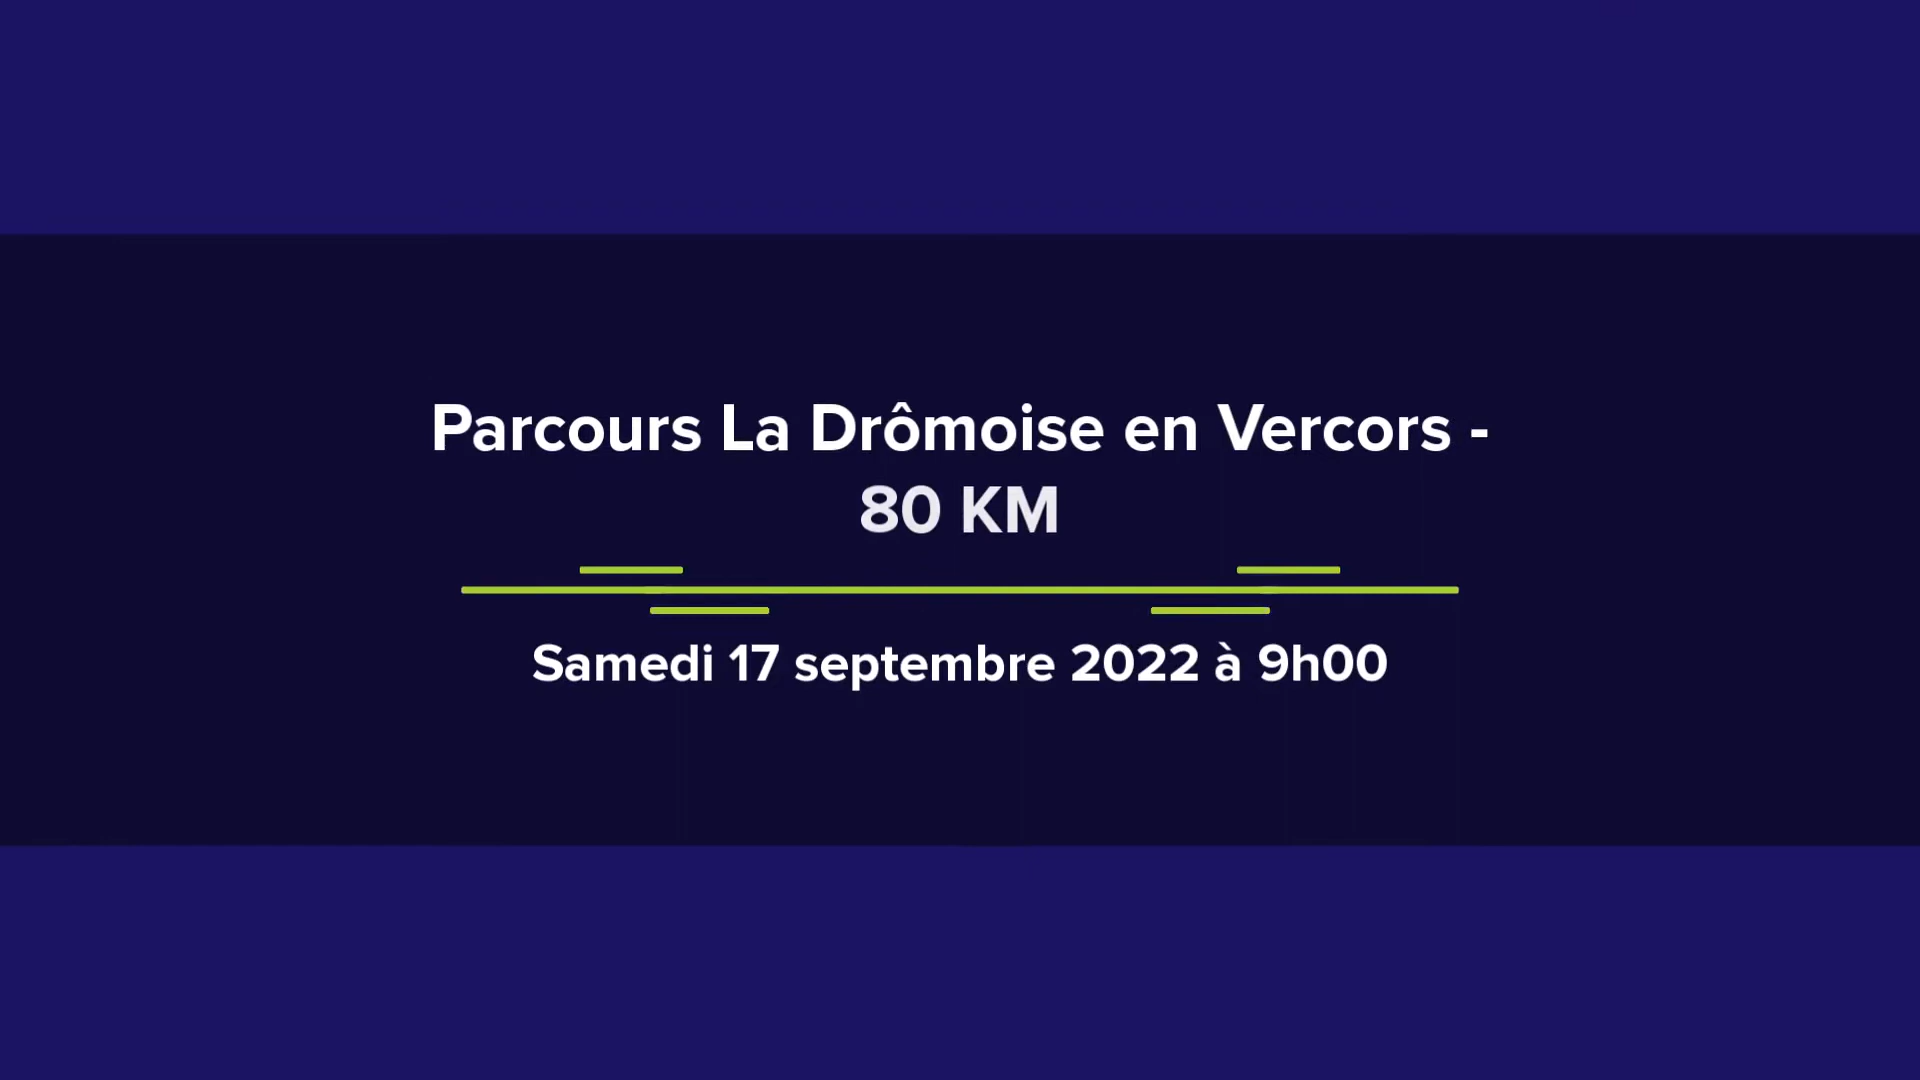 Parcours La Drômoise en Vercors -
80 KM
Samedi 17 septembre 2022 à 9h00